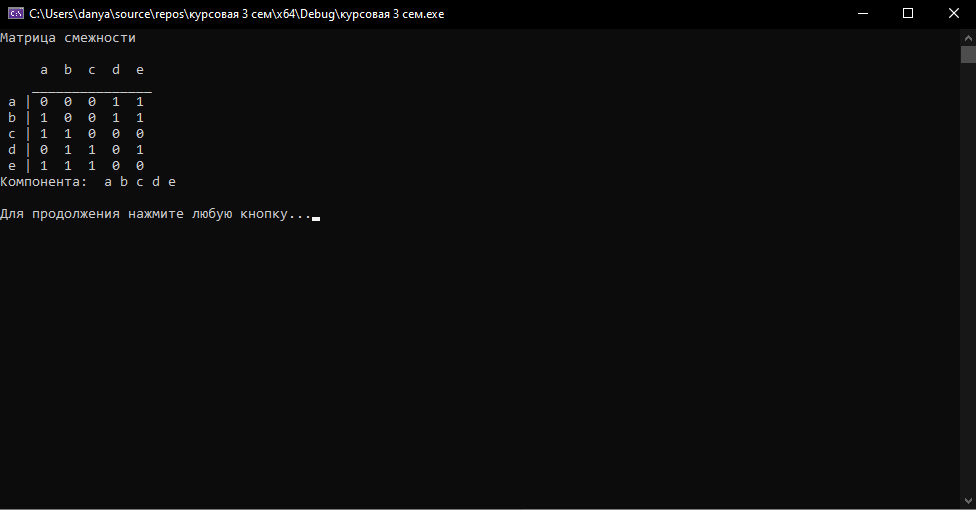 C:\Users\danya\source\repos\курсовая 3 сем\x64\Debug\курсовая 3 сем.exe
Матрица смежности
a b c d e
_______________
a | 0 0 0 1 1
b | 1 0 0 1 1
c | 1 1 0 0 0
d | 0 1 1 0 1
e | 1 1 1 0 0
Компонента: a b c d e
Для продолжения нажмите любую кнопку...